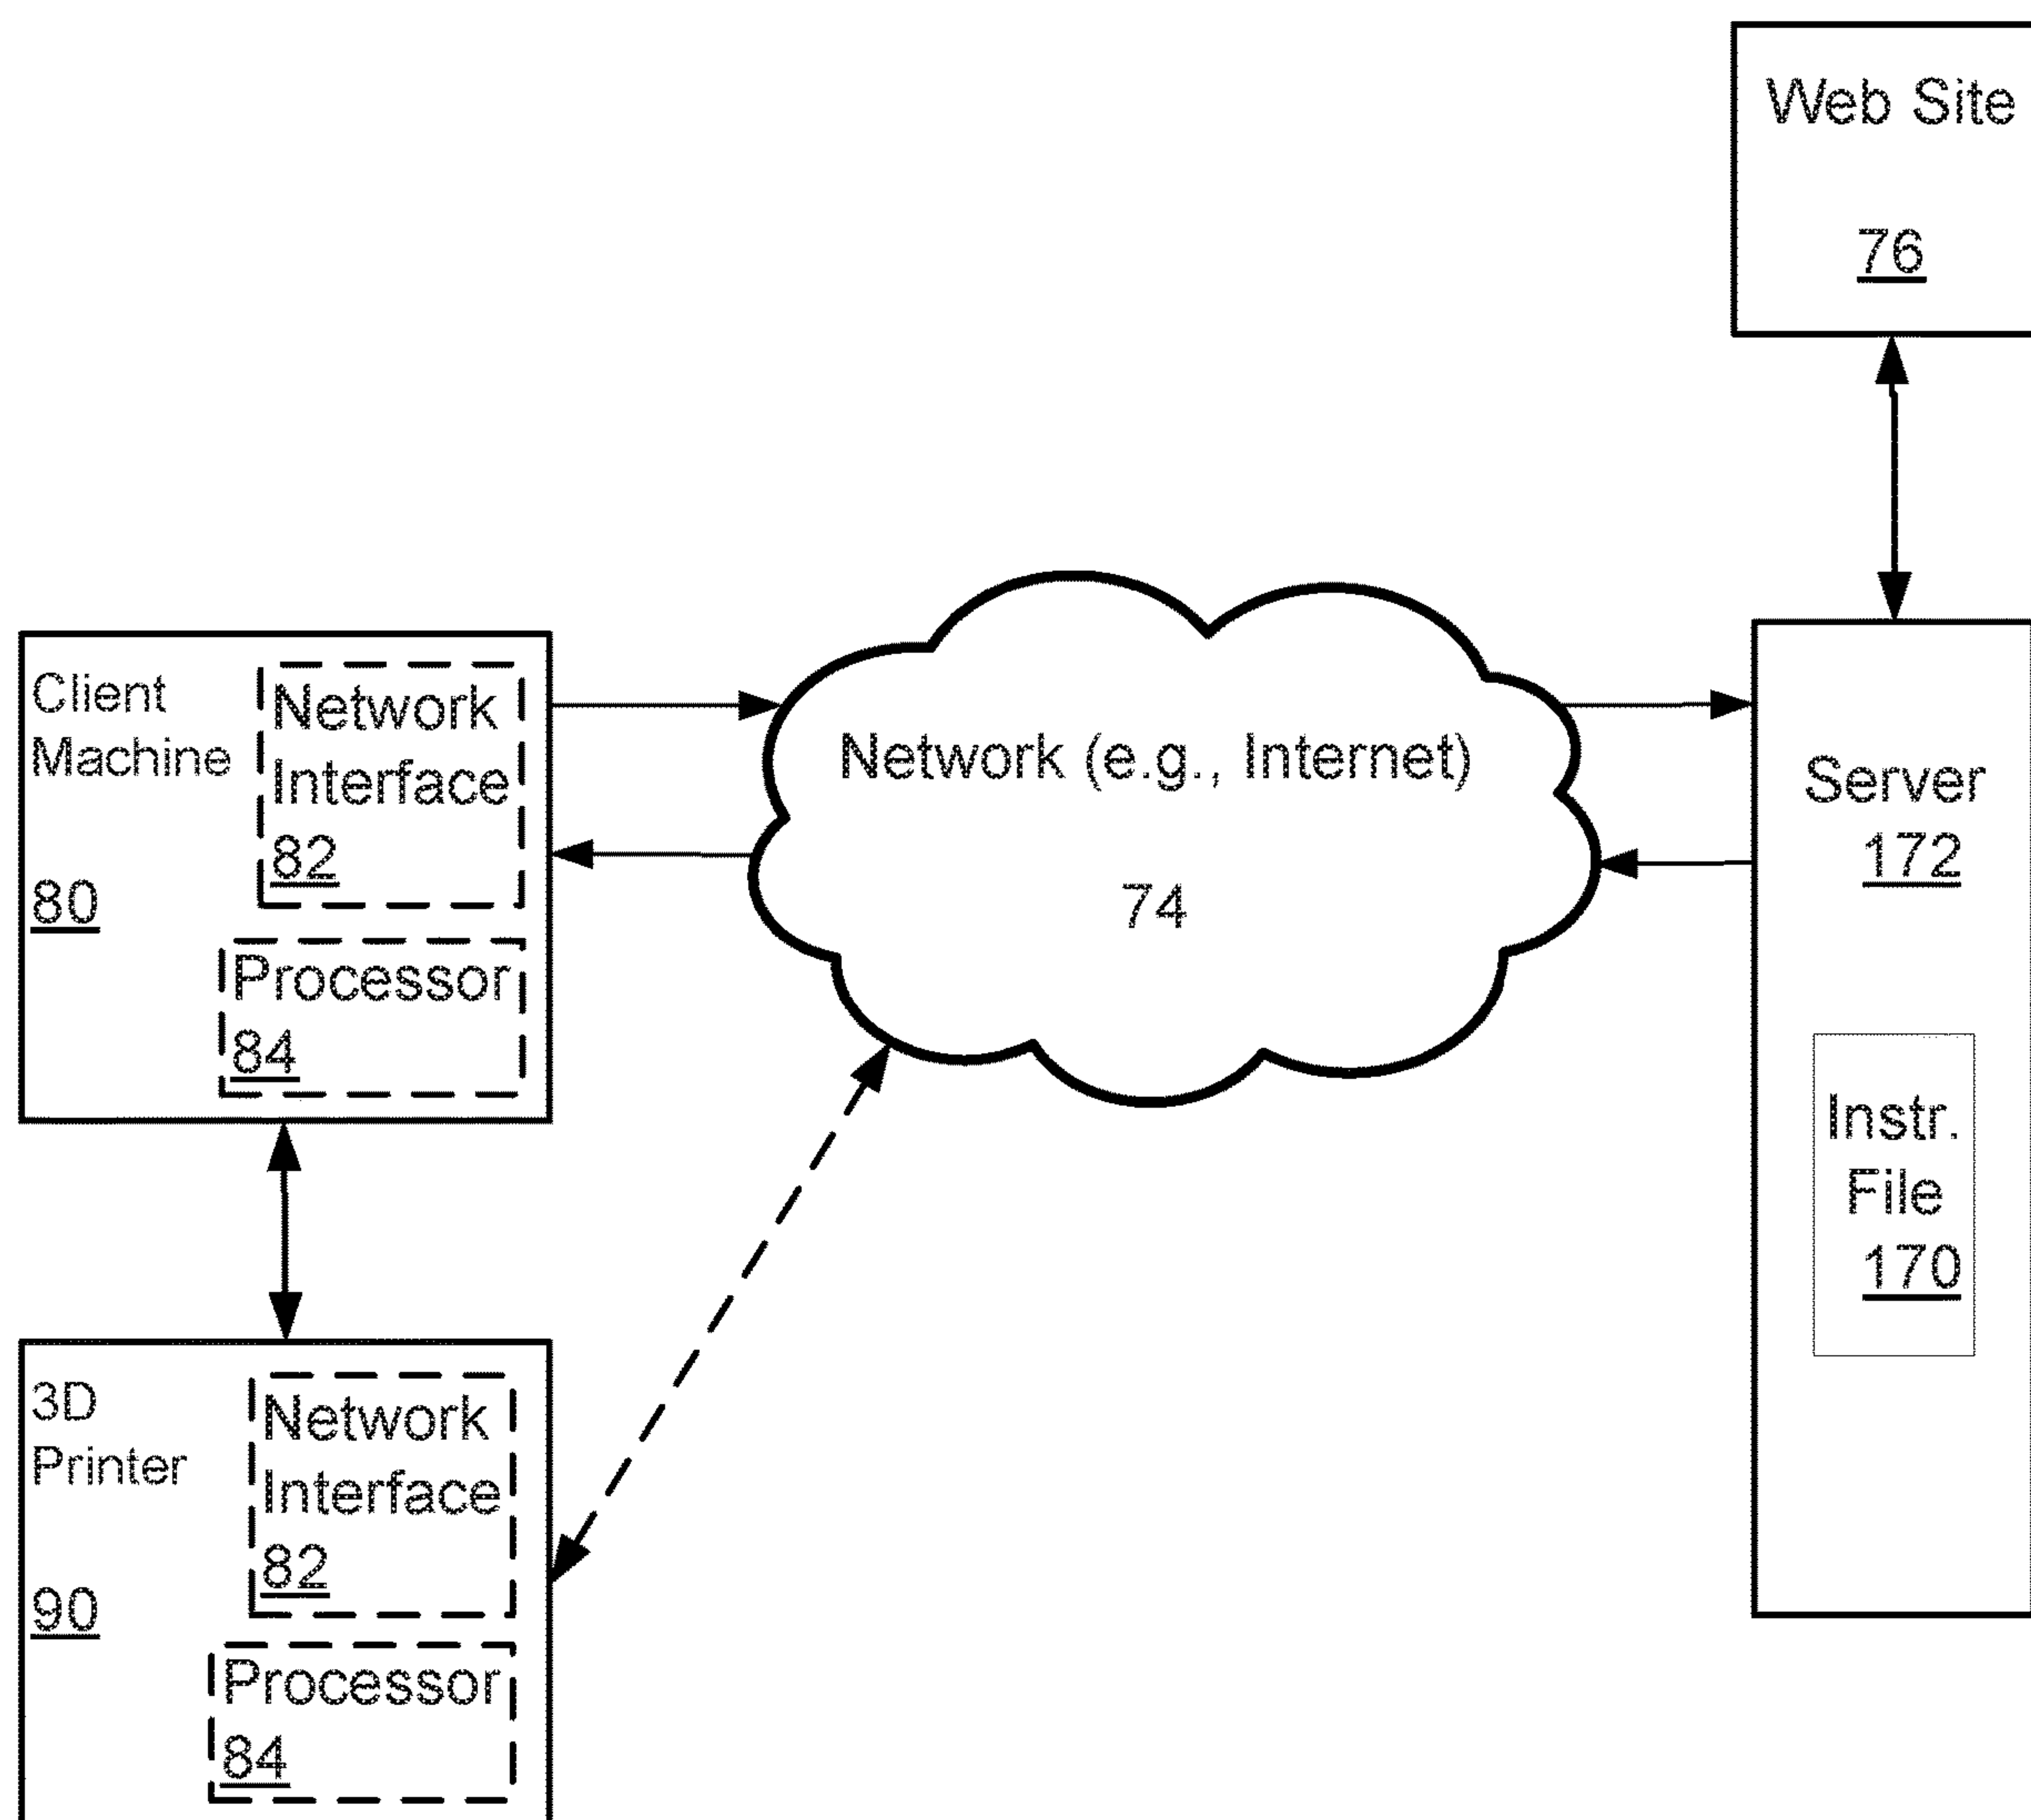 Web Site
76
Client
Machine
80
Network
Interface
82
Processor
84
Network (e.g., Internet)
74
Server
172
Instr.
File
170
3D
Printer
90
Network
Interface
82
Processor
84